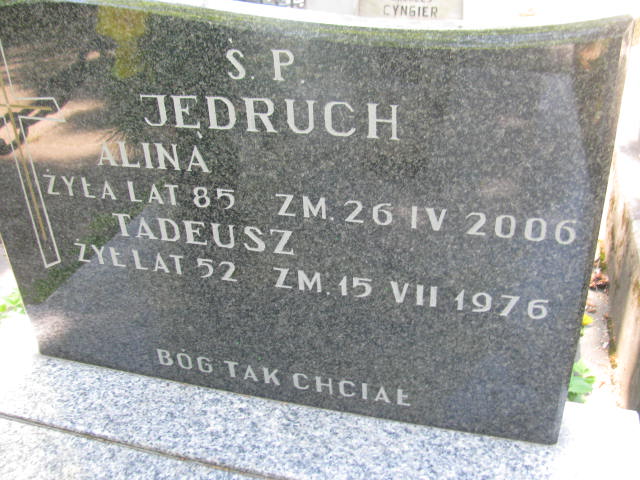 CYNGIER
Ś. P.
JĘDRUCH
ALINA
ŻYŁA LAT 85 ZM. 26 IV 2006
TADEUSZ
ŻYŁ LAT 52 ZM. 15 VII 1976
BÓG TAK CHCIAŁ